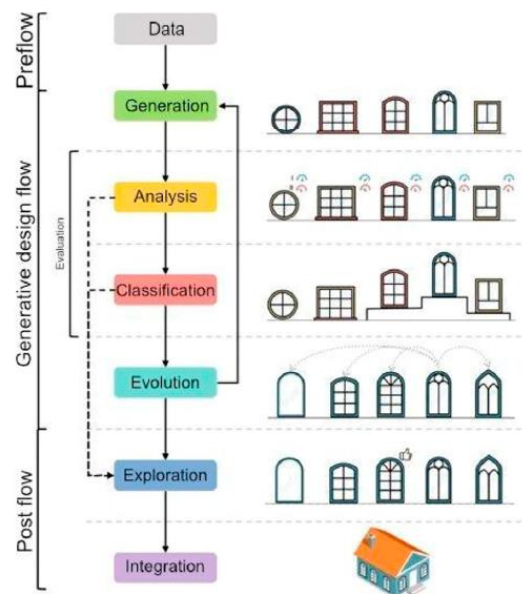 Preflow
Data
Generative design flow
Generation
Evaluation
Analysis
Classification
Evolution
Post flow
Exploration
Integration